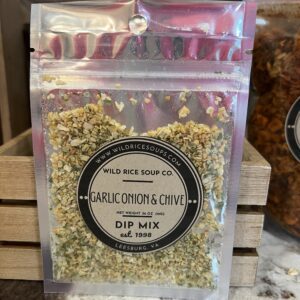 WWW.WILDRICESOUPS.COM
WILD RICE SOUP CO.
GARLIC ONION & CHIVE
DIP MIX
est. 1998
LEESBURG, VA